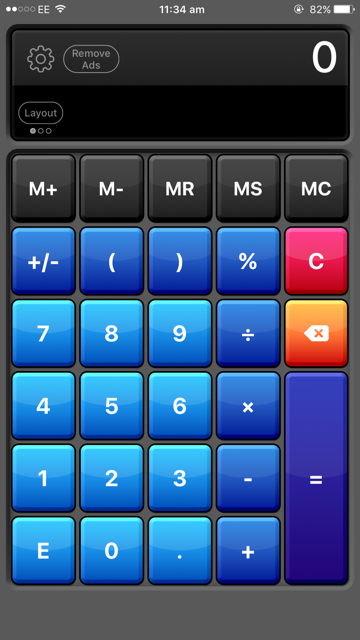 EE 11:34 am 82%
Remove
Ads
0
Layout
M+ M- MR MS MC
+/- ( ) % C
7 8 9 ÷
4 5 6 ×
1 2 3 - =
E 0 . +